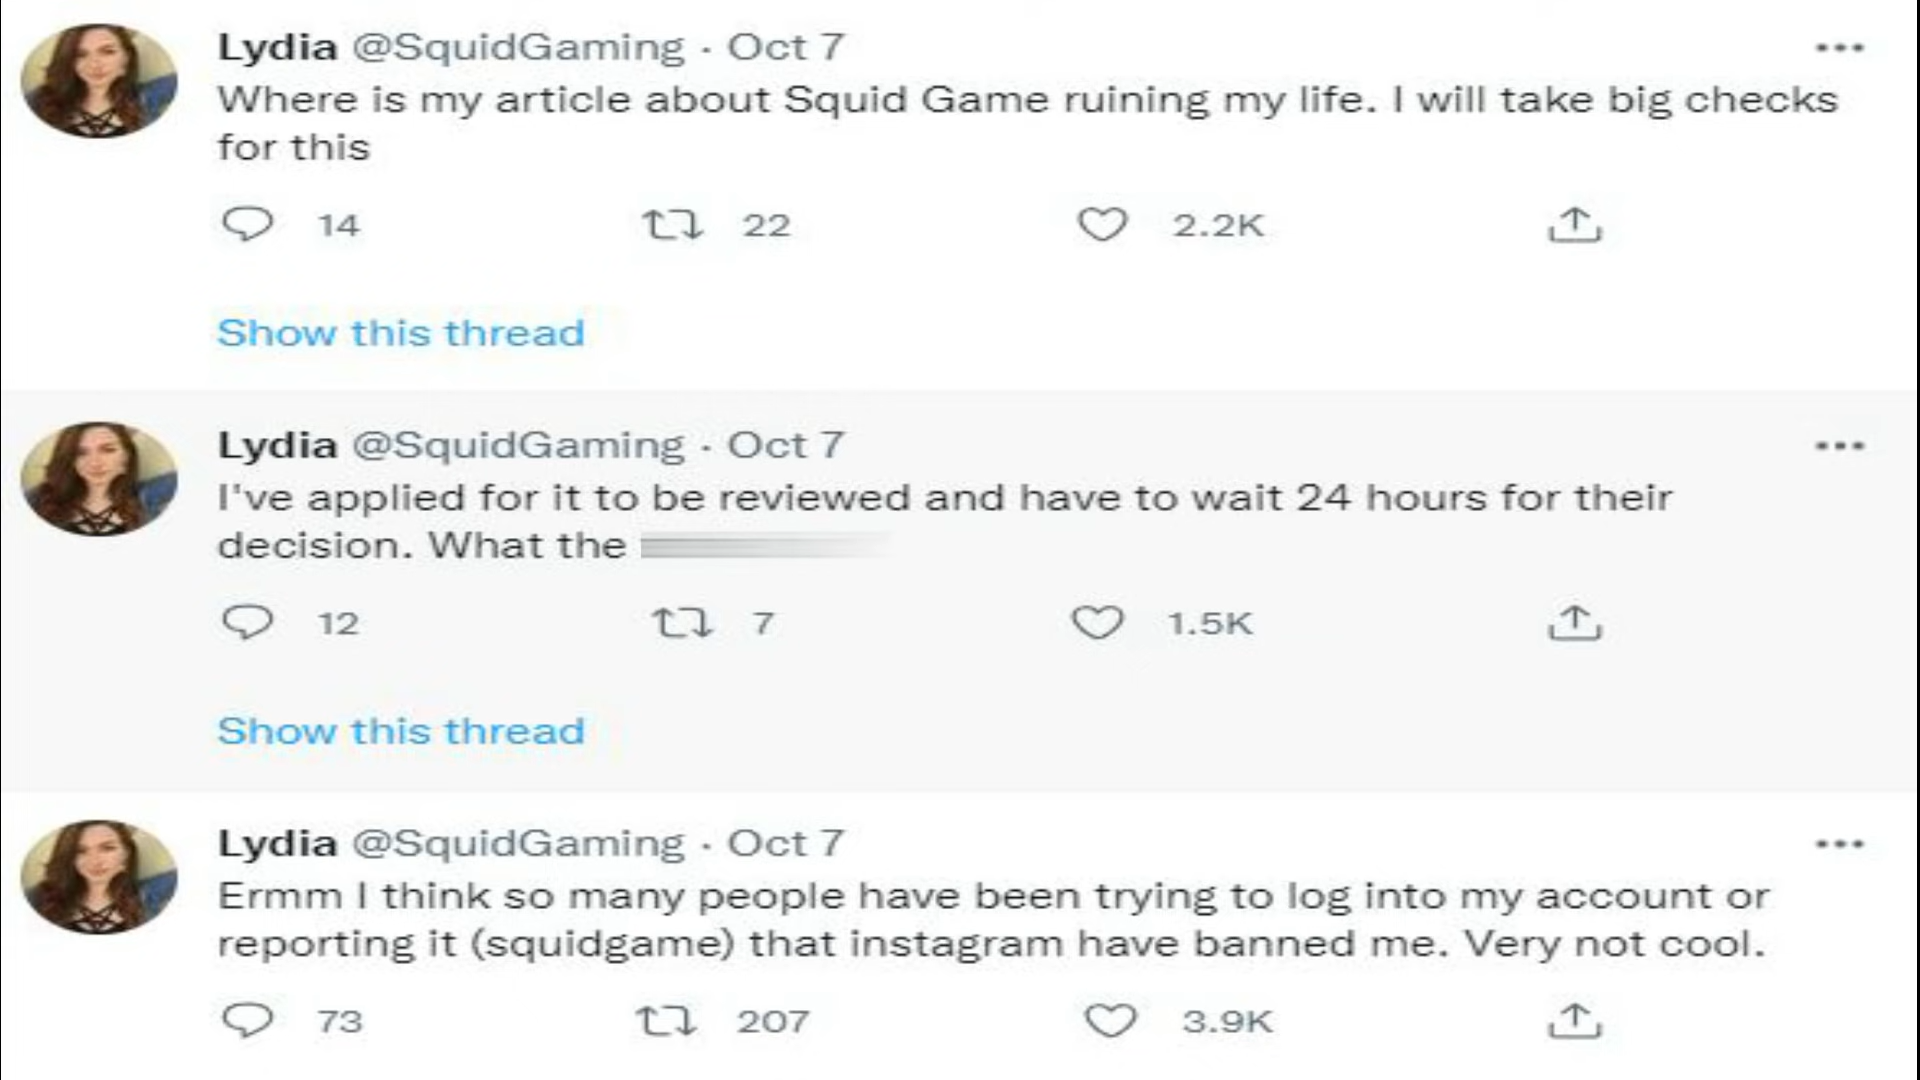 Lydia @SquidGaming · Oct 7
Where is my article about Squid Game ruining my life. I will take big checks
for this
14 22 2.2K
Show this thread
Lydia @SquidGaming · Oct 7
I've applied for it to be reviewed and have to wait 24 hours for their
decision. What the
12 7 1.5K
Show this thread
Lydia @SquidGaming · Oct 7
Ermm I think so many people have been trying to log into my account or
reporting it (squidgame) that instagram have banned me. Very not cool.
73 207 3.9K